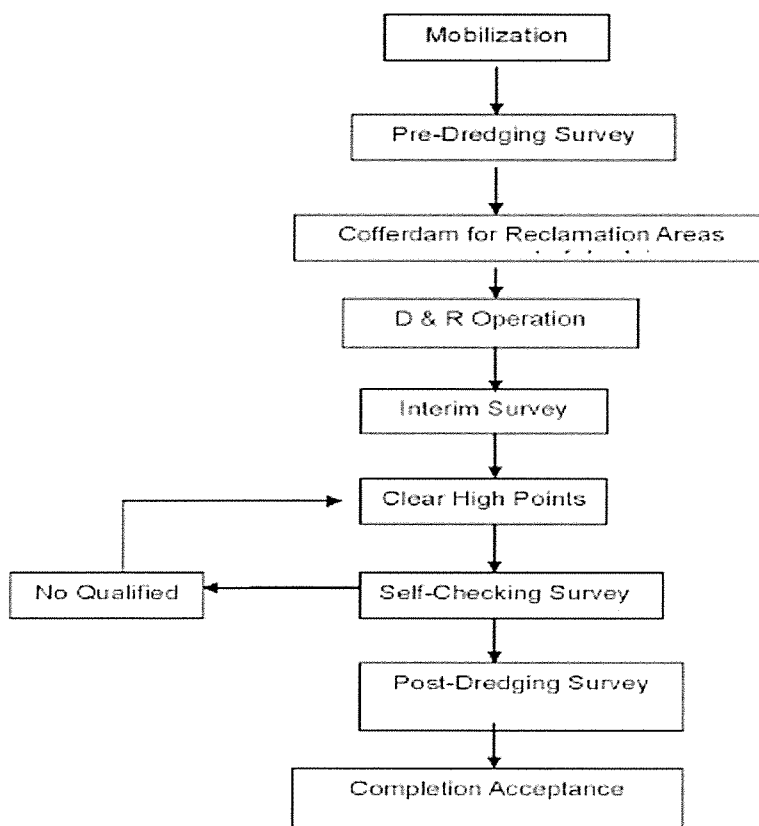 Mobilization
Pre-Dredging Survey
Cofferdam for Reclamation Areas
D & R Operation
Interim Survey
Clear High Points
No Qualified
Self-Checking Survey
Post-Dredging Survey
Completion Acceptance